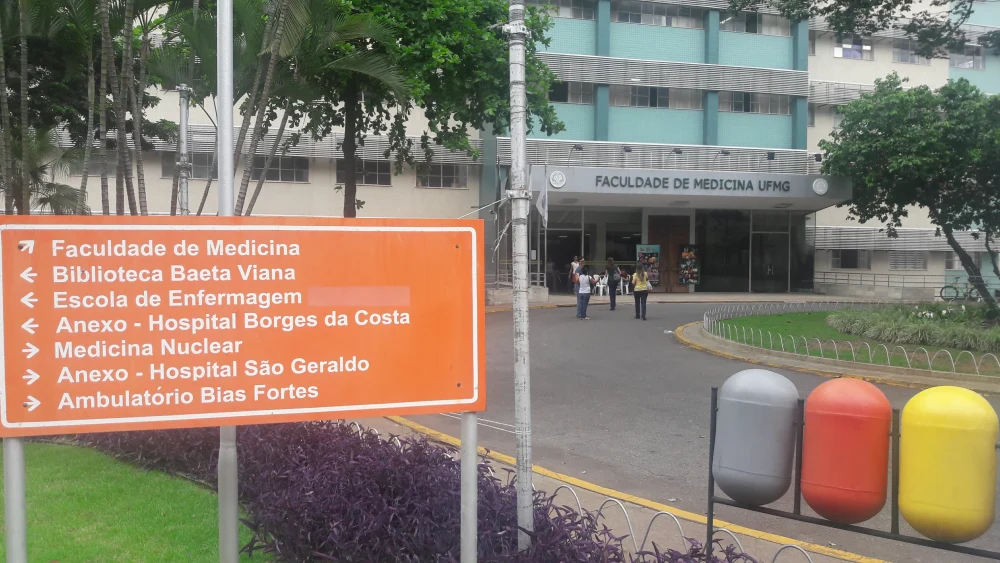 FACULDADE DE MEDICINA UFMG
Faculdade de Medicina
Biblioteca Baeta Viana
Escola de Enfermagem
Anexo - Hospital Borges da Costa
Medicina Nuclear
Anexo - Hospital São Geraldo
Ambulatório Bias Fortes